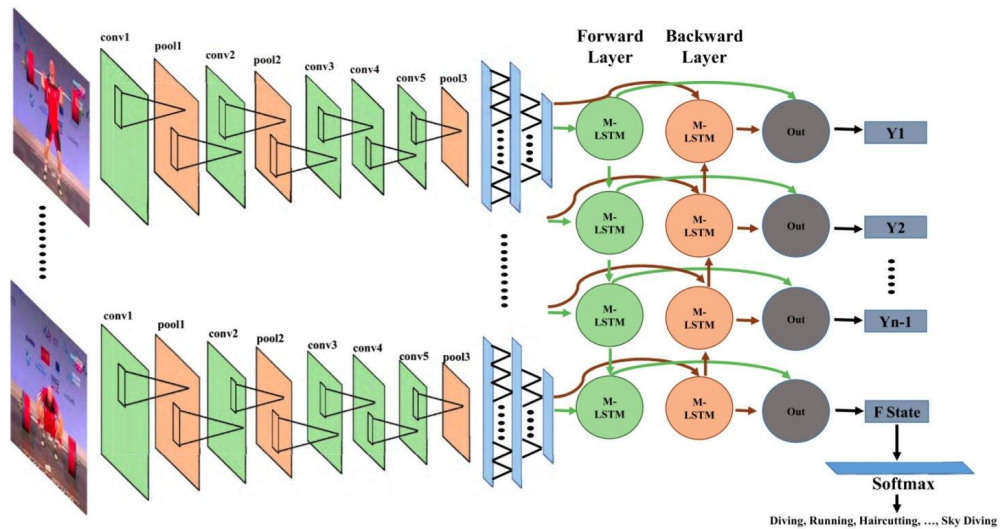 Forward
Layer
Backward
Layer
conv1
pool1
conv2
pool2
conv3
conv4
conv5
pool3
M-
LSTM
M-
LSTM
Out
Y1
M-
LSTM
M-
LSTM
Out
Y2
M-
LSTM
M-
LSTM
Out
Yn-1
conv1
pool1
conv2
pool2
conv3
conv4
conv5
pool3
M-
LSTM
M-
LSTM
Out
F State
Softmax
Diving, Running, Haircutting, ..., Sky Diving